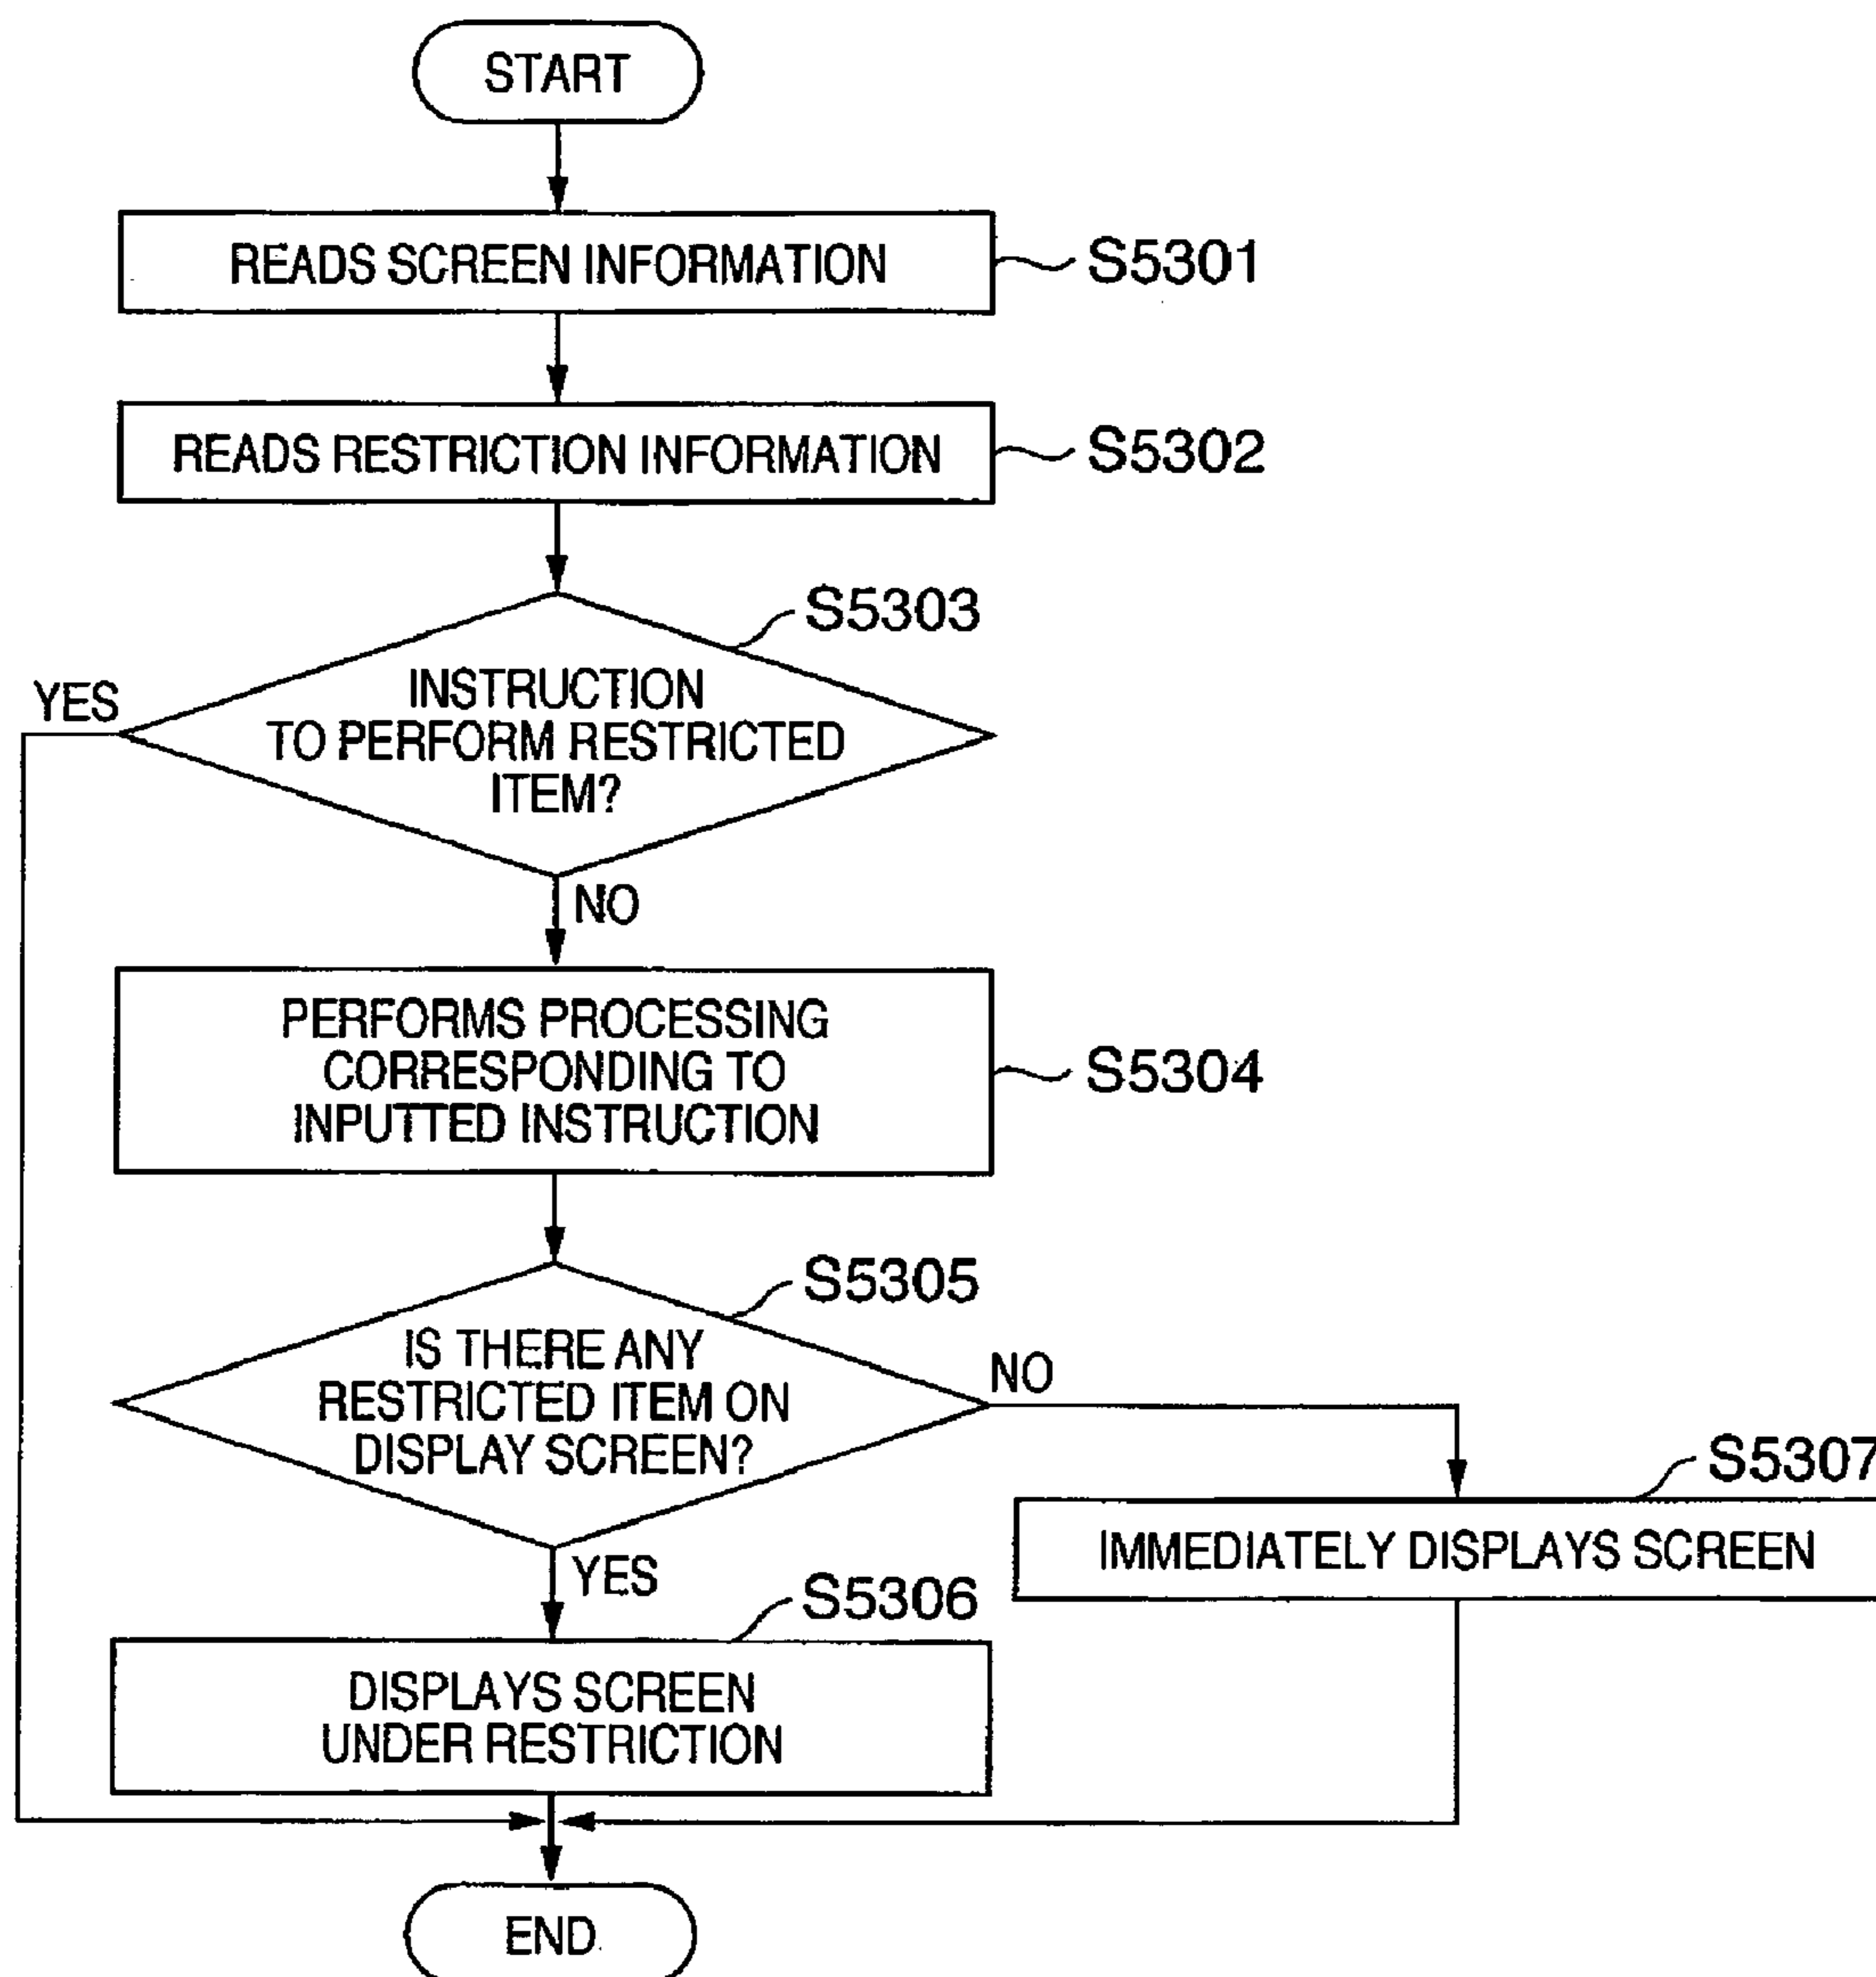 START
READS SCREEN INFORMATION
S5301
READS RESTRICTION INFORMATION
S5302
S5303
INSTRUCTION
TO PERFORM RESTRICTED
ITEM?
YES
NO
PERFORMS PROCESSING
CORRESPONDING TO
INPUTTED INSTRUCTION
S5304
S5305
IS THERE ANY
RESTRICTED ITEM ON
DISPLAY SCREEN?
NO
S5307
IMMEDIATELY DISPLAYS SCREEN
YES
S5306
DISPLAYS SCREEN
UNDER RESTRICTION
END